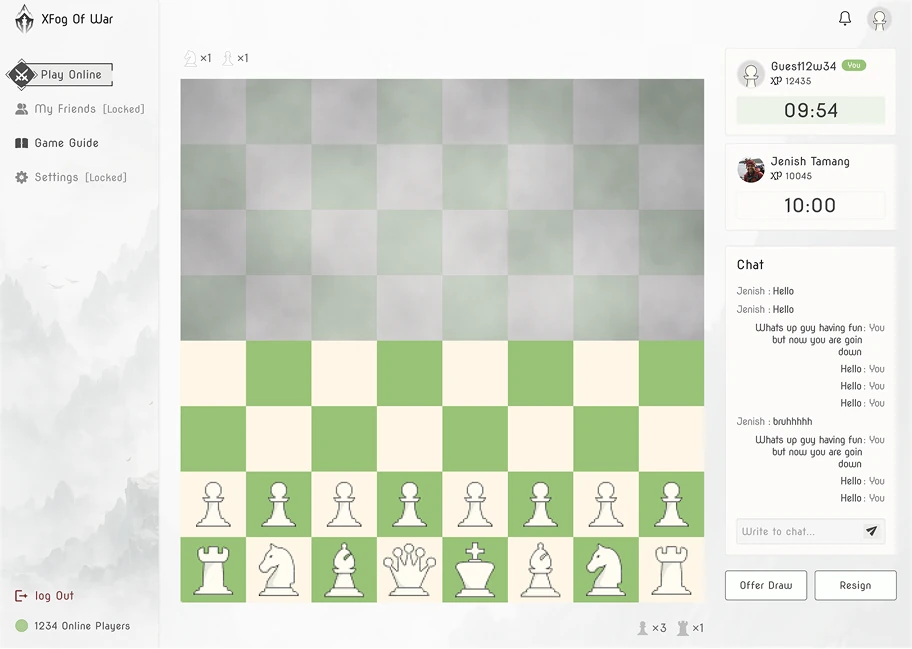 XFog Of War
Play Online
My Friends [Locked]
Game Guide
Settings [Locked]
log Out
1234 Online Players
×1 ×1
×3 ×1
Guest12w34 You
XP 12435
09:54
Jenish Tamang
XP 10045
10:00
Chat
Jenish : Hello
Jenish : Hello
Whats up guy having fun : You
but now you are goin
down
Hello : You
Hello : You
Hello : You
Jenish : bruhhhhh
Whats up guy having fun : You
but now you are goin
down
Hello : You
Hello : You
Write to chat...
Offer Draw
Resign